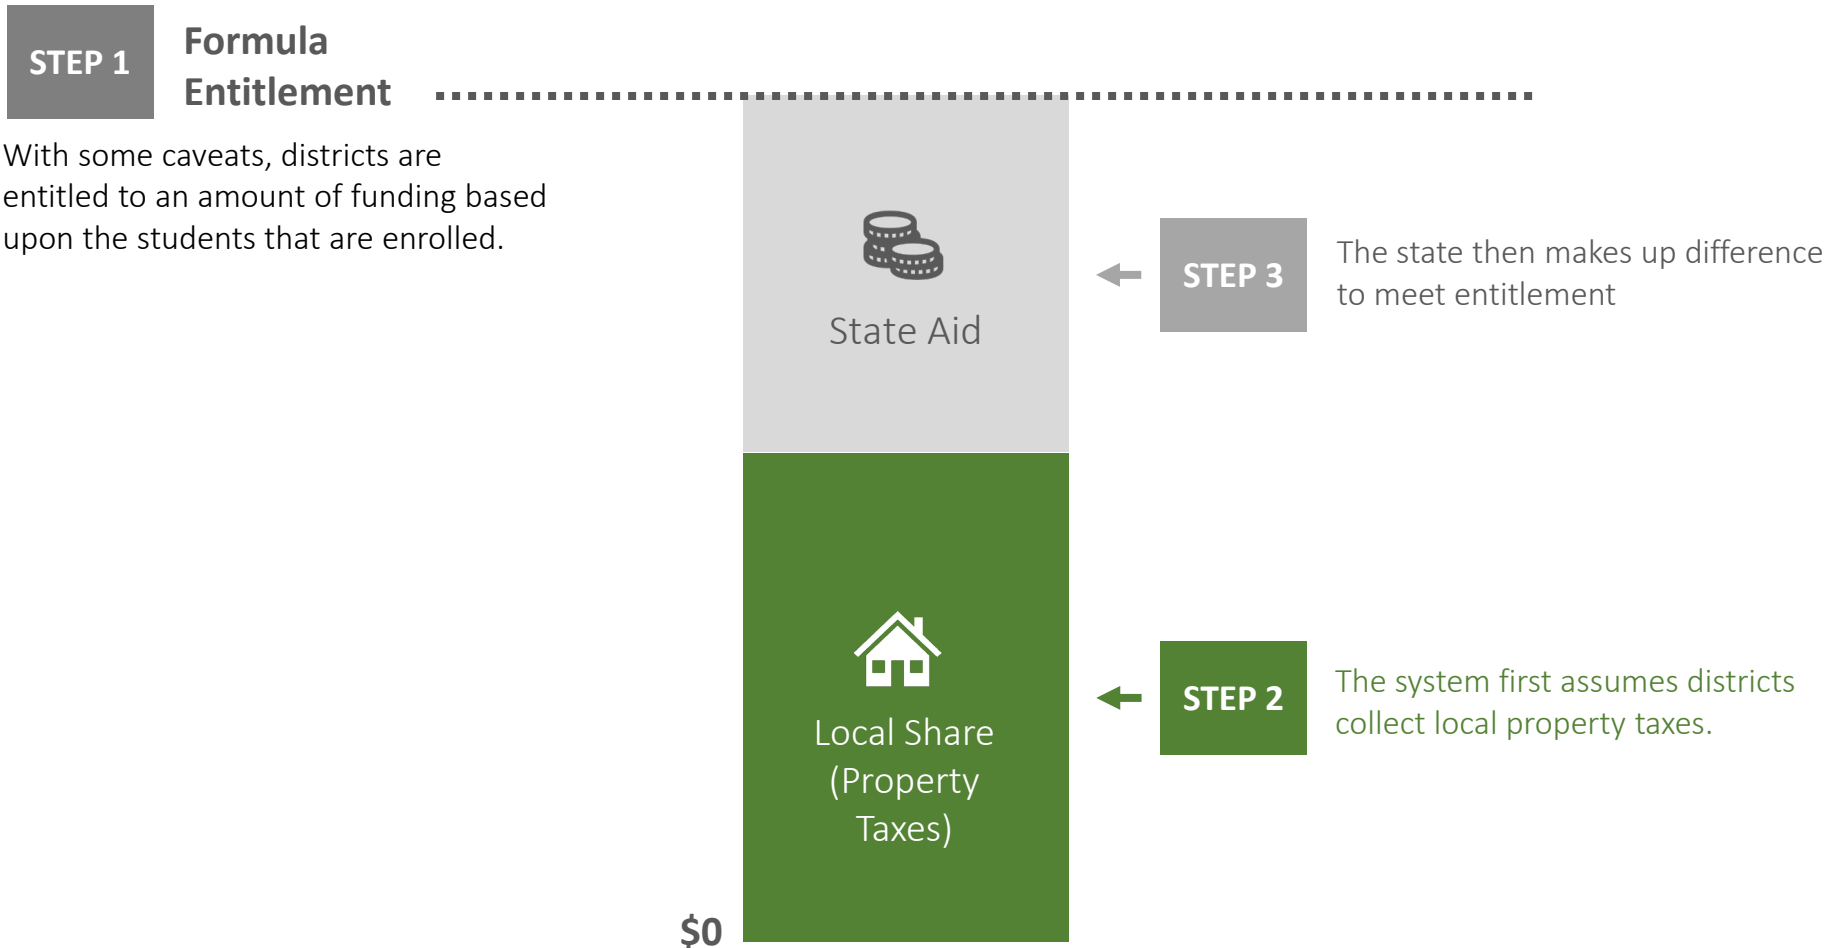 STEP 1
Formula
Entitlement
With some caveats, districts are
entitled to an amount of funding based
upon the students that are enrolled.
State Aid
STEP 3
The state then makes up difference
to meet entitlement
Local Share
(Property
Taxes)
STEP 2
The system first assumes districts
collect local property taxes.
$0